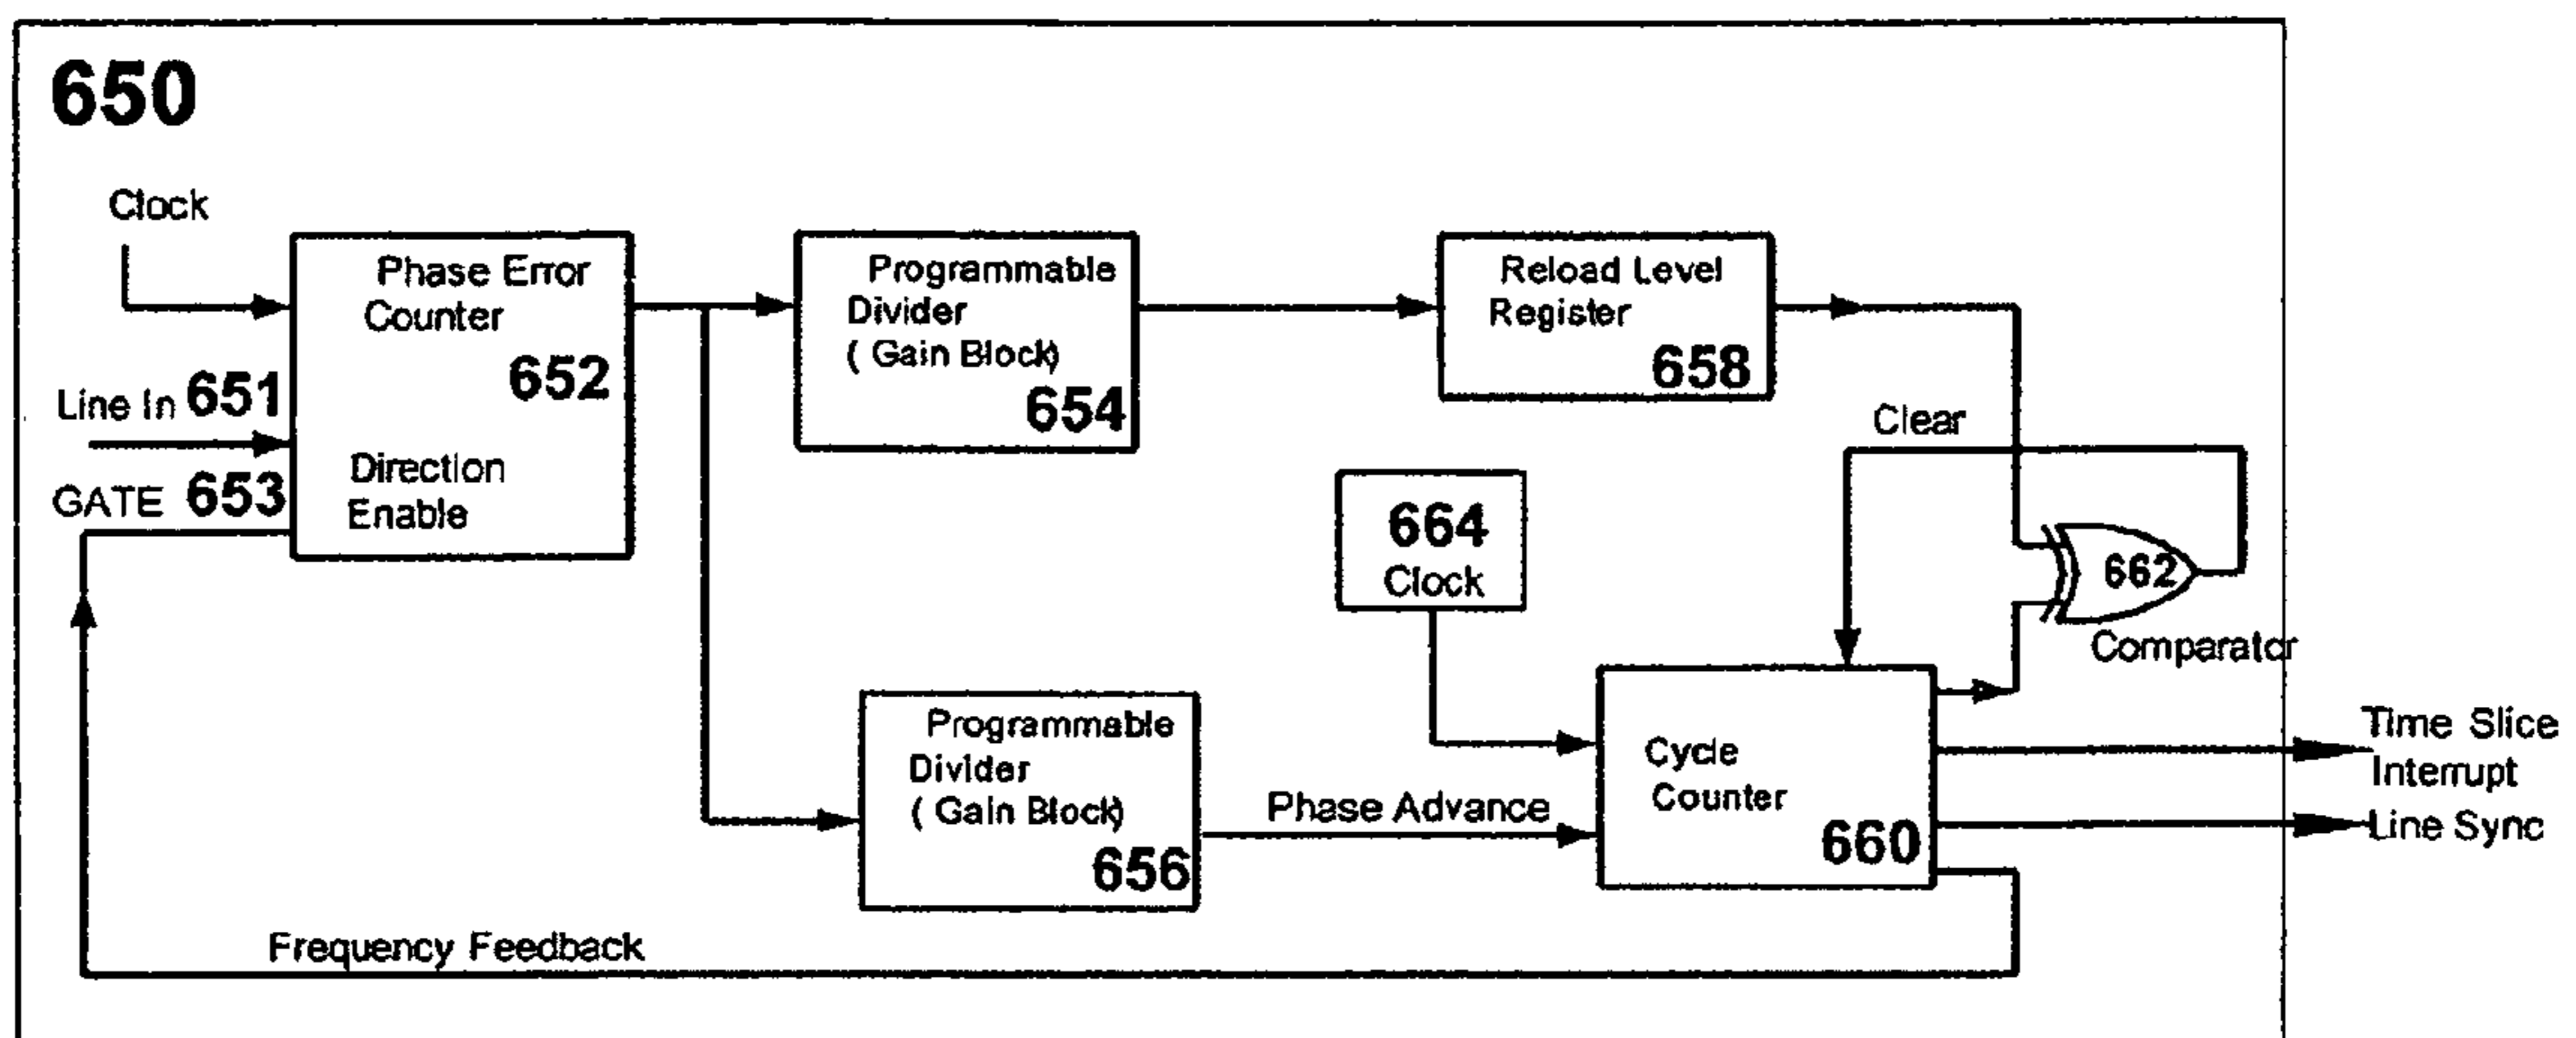 650
Clock
Phase Error
Counter
652
Line In 651
Direction
Enable
GATE 653
Programmable
Divider
( Gain Block)
654
Reload Level
Register
658
Clear
664
Clock
662
Comparator
Programmable
Divider
( Gain Block)
656
Phase Advance
Cycle
Counter
660
Time Slice
Interrupt
Line Sync
Frequency Feedback